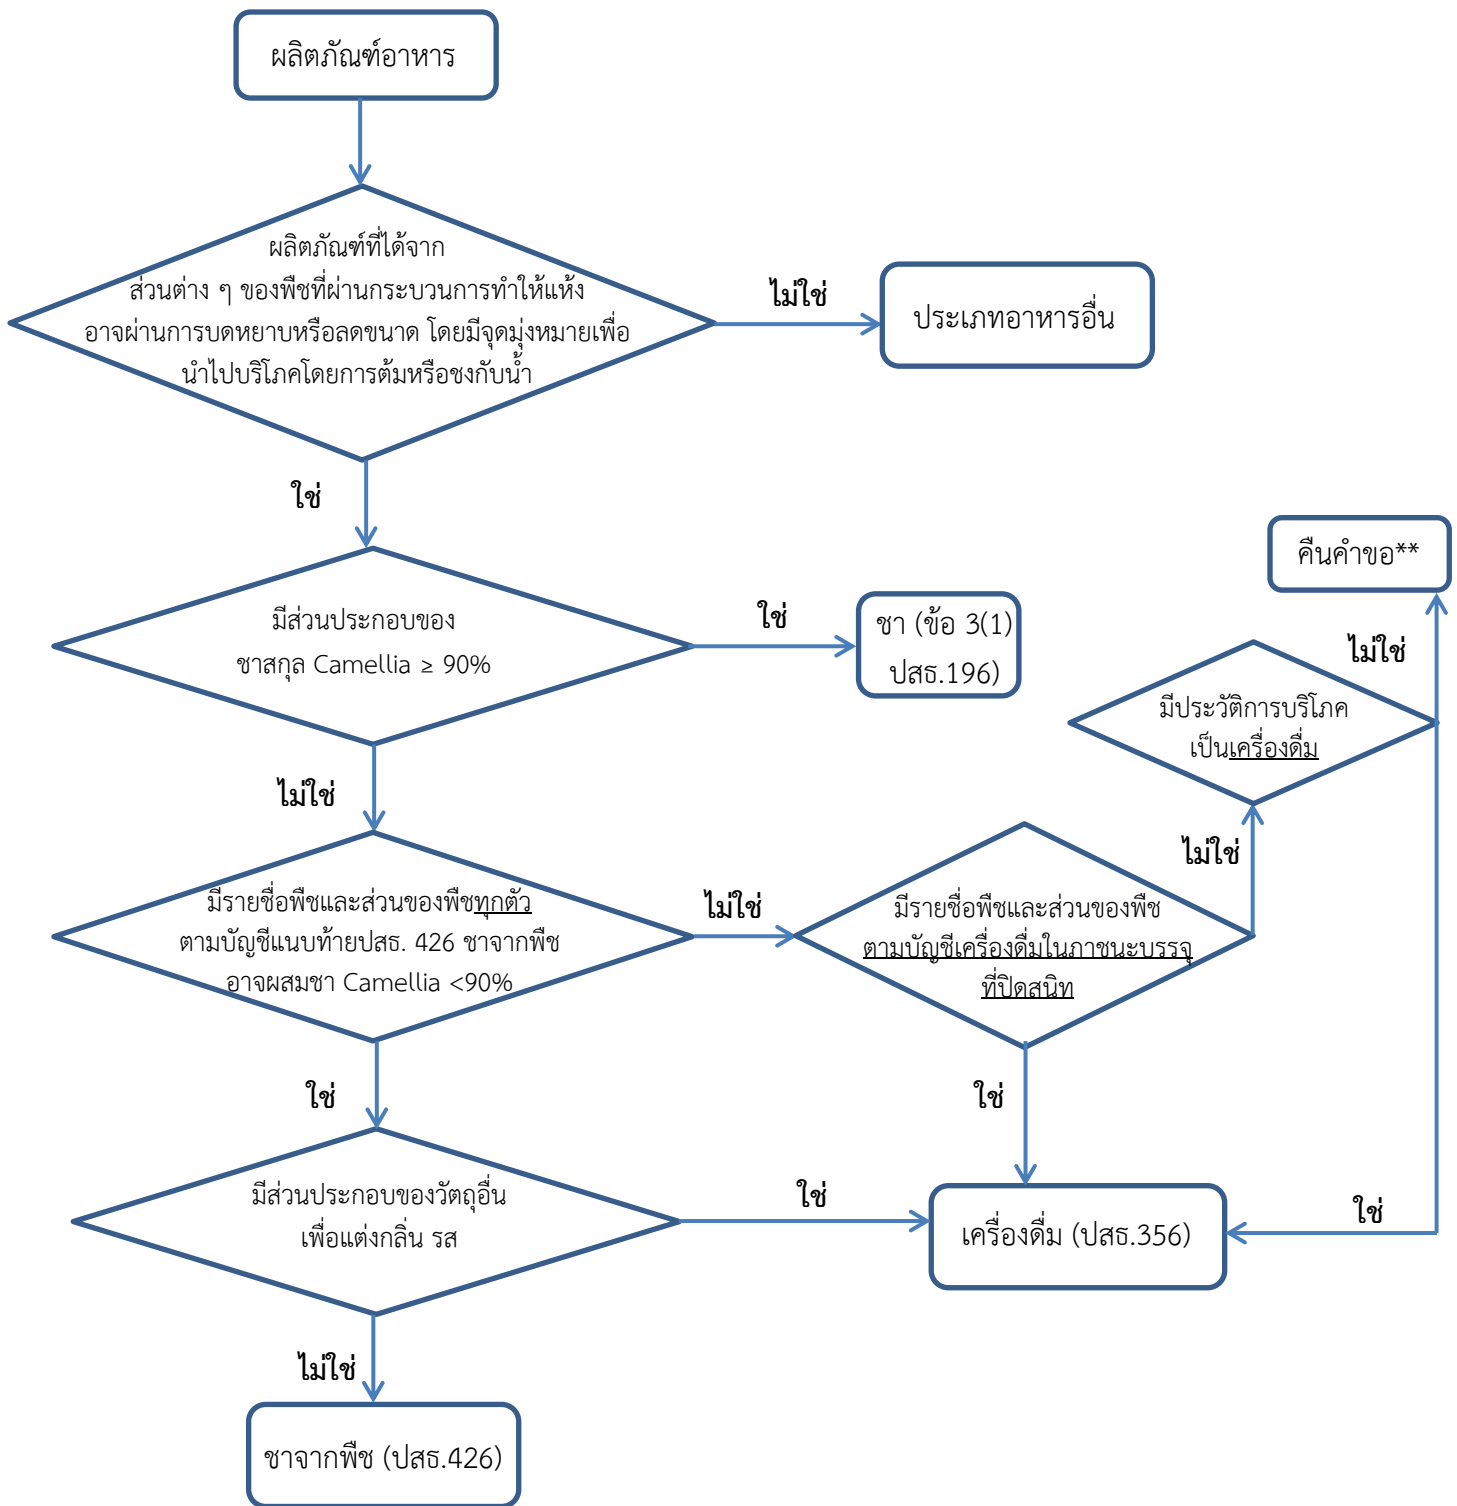 ผลิตภัณฑ์อาหาร
ผลิตภัณฑ์ที่ได้จาก
ส่วนต่าง ๆ ของพืชที่ผ่านกระบวนการทำให้แห้ง
อาจผ่านการบดหยาบหรือลดขนาด โดยมีจุดมุ่งหมายเพื่อ
นำไปบริโภคโดยการต้มหรือชงกับน้ำ
ไม่ใช่
ประเภทอาหารอื่น
ใช่
มีส่วนประกอบของ
ชาสกุล Camellia ≥ 90%
ใช่
ชา (ข้อ 3(1)
ปสธ.196)
คืนคำขอ**
ไม่ใช่
มีประวัติการบริโภค
เป็นเครื่องดื่ม
ไม่ใช่
มีรายชื่อพืชและส่วนของพืชทุกตัว
ตามบัญชีแนบท้ายปสธ. 426 ชาจากพืช
อาจผสมชา Camellia <90%
ไม่ใช่
มีรายชื่อพืชและส่วนของพืช
ตามบัญชีเครื่องดื่มในภาชนะบรรจุ
ที่ปิดสนิท
ไม่ใช่
ใช่
ใช่
มีส่วนประกอบของวัตถุอื่น
เพื่อแต่งกลิ่น รส
ใช่
เครื่องดื่ม (ปสธ.356)
ใช่
ไม่ใช่
ชาจากพืช (ปสธ.426)